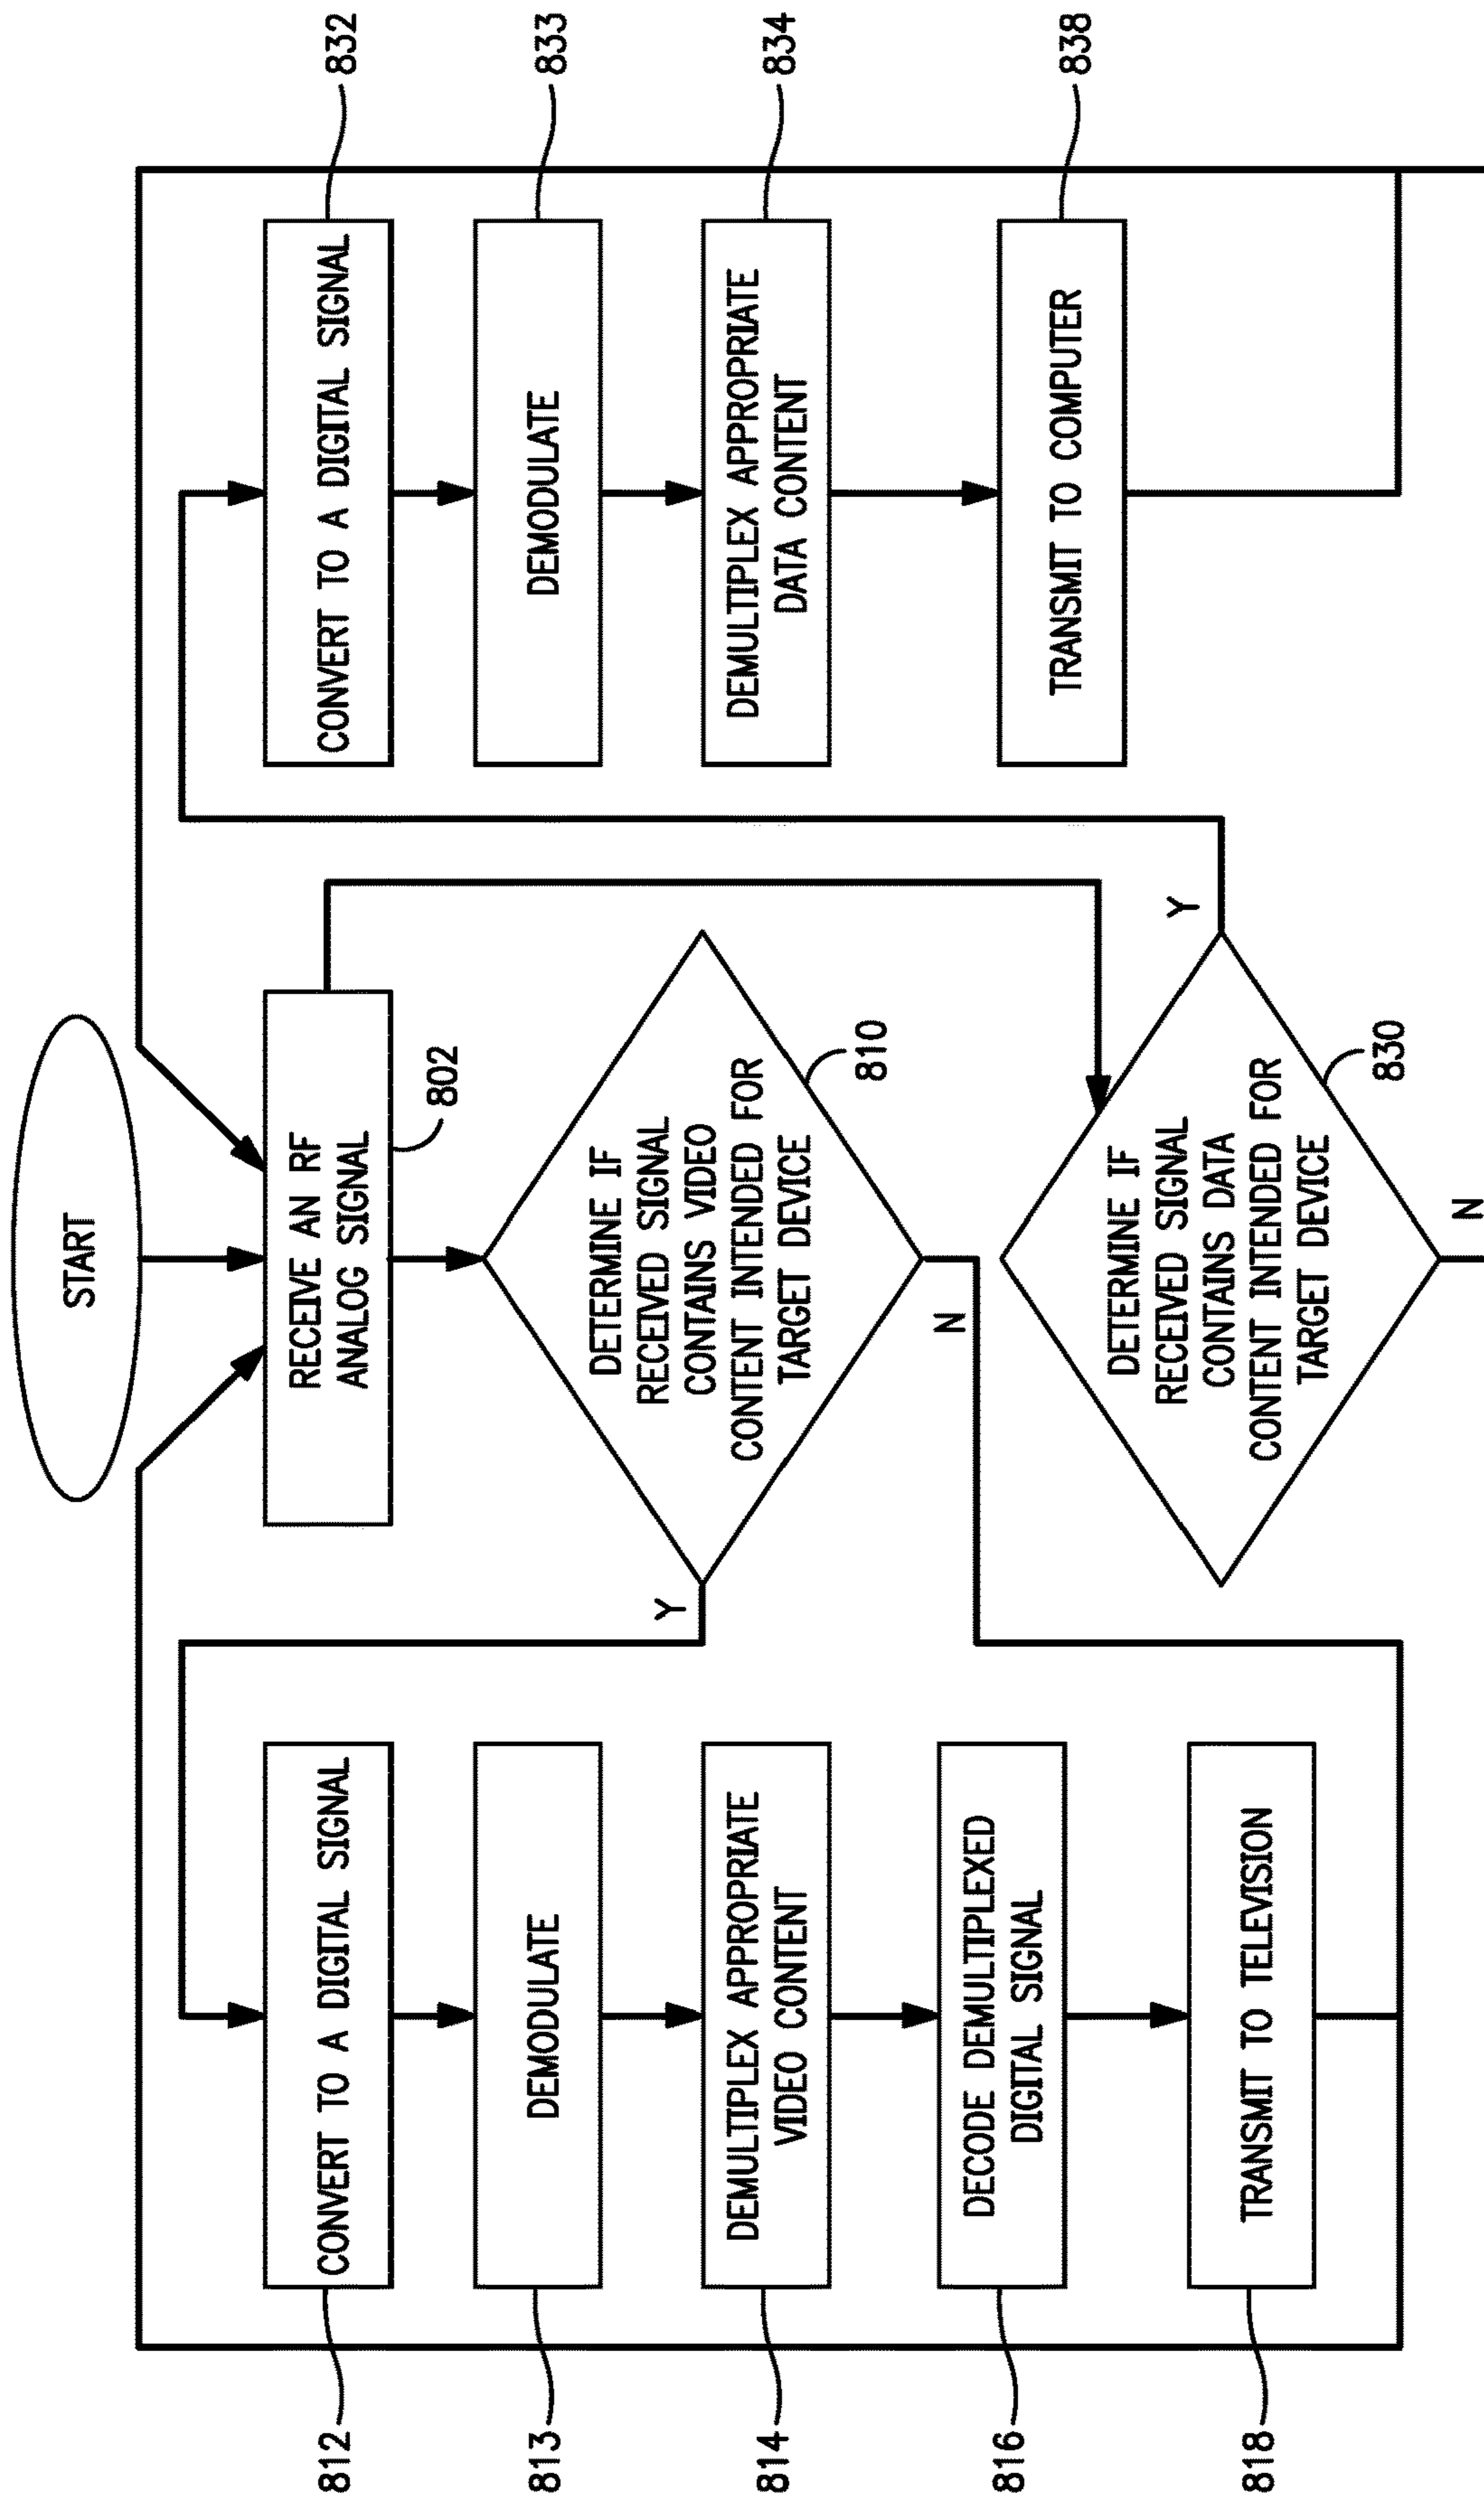 START
RECEIVE AN RF
ANALOG SIGNAL
802
DETERMINE IF
RECEIVED SIGNAL
CONTAINS VIDEO
CONTENT INTENDED FOR
TARGET DEVICE
810
Y
N
DETERMINE IF
RECEIVED SIGNAL
CONTAINS DATA
CONTENT INTENDED FOR
TARGET DEVICE
830
Y
N
812
CONVERT TO A DIGITAL SIGNAL
813
DEMODULATE
814
DEMULTIPLEX APPROPRIATE
VIDEO CONTENT
816
DECODE DEMULTIPLEXED
DIGITAL SIGNAL
818
TRANSMIT TO TELEVISION
CONVERT TO A DIGITAL SIGNAL
832
DEMODULATE
833
DEMULTIPLEX APPROPRIATE
DATA CONTENT
834
TRANSMIT TO COMPUTER
838